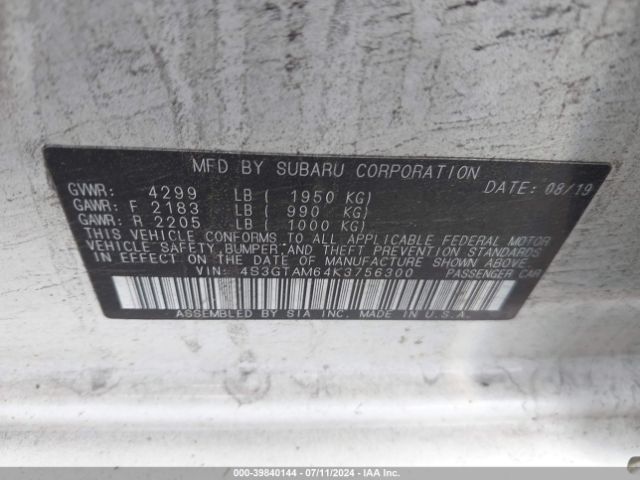 MFD BY SUBARU CORPORATION
DATE: 08/19
GVWR: 4299 LB ( 1950 KG)
GAWR: F 2183 LB ( 990 KG)
GAWR: R 2205 LB ( 1000 KG)
THIS VEHICLE CONFORMS TO ALL APPLICABLE FEDERAL MOTOR
VEHICLE SAFETY, BUMPER, AND THEFT PREVENTION STANDARDS
IN EFFECT ON THE DATE OF MANUFACTURE SHOWN ABOVE.
VIN: 4S3GTAM64K3756300 PASSENGER CAR
ASSEMBLED BY SIA INC. MADE IN U.S.A.
000-39840144 - 07/11/2024 - IAA Inc.